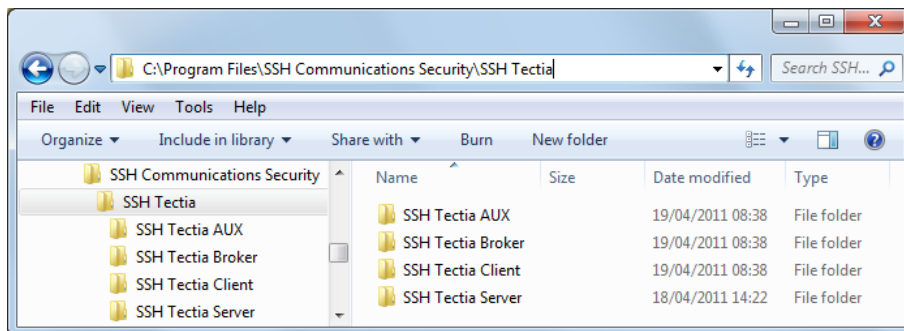 C:\Program Files\SSH Communications Security\SSH Tectia
Search SSH...
File Edit View Tools Help
Organize Include in library Share with Burn New folder
SSH Communications Security
SSH Tectia
SSH Tectia AUX
SSH Tectia Broker
SSH Tectia Client
SSH Tectia Server
Name Size Date modified Type
SSH Tectia AUX 19/04/2011 08:38 File folder
SSH Tectia Broker 19/04/2011 08:38 File folder
SSH Tectia Client 19/04/2011 08:38 File folder
SSH Tectia Server 18/04/2011 14:22 File folder